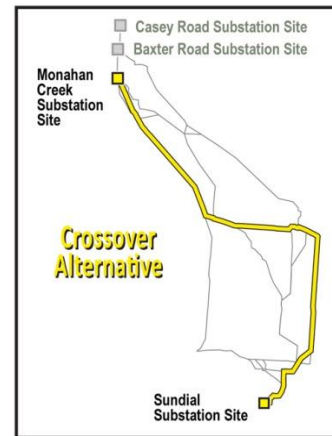 Casey Road Substation Site
Baxter Road Substation Site
Monahan
Creek
Substation
Site
Crossover
Alternative
Sundial
Substation Site